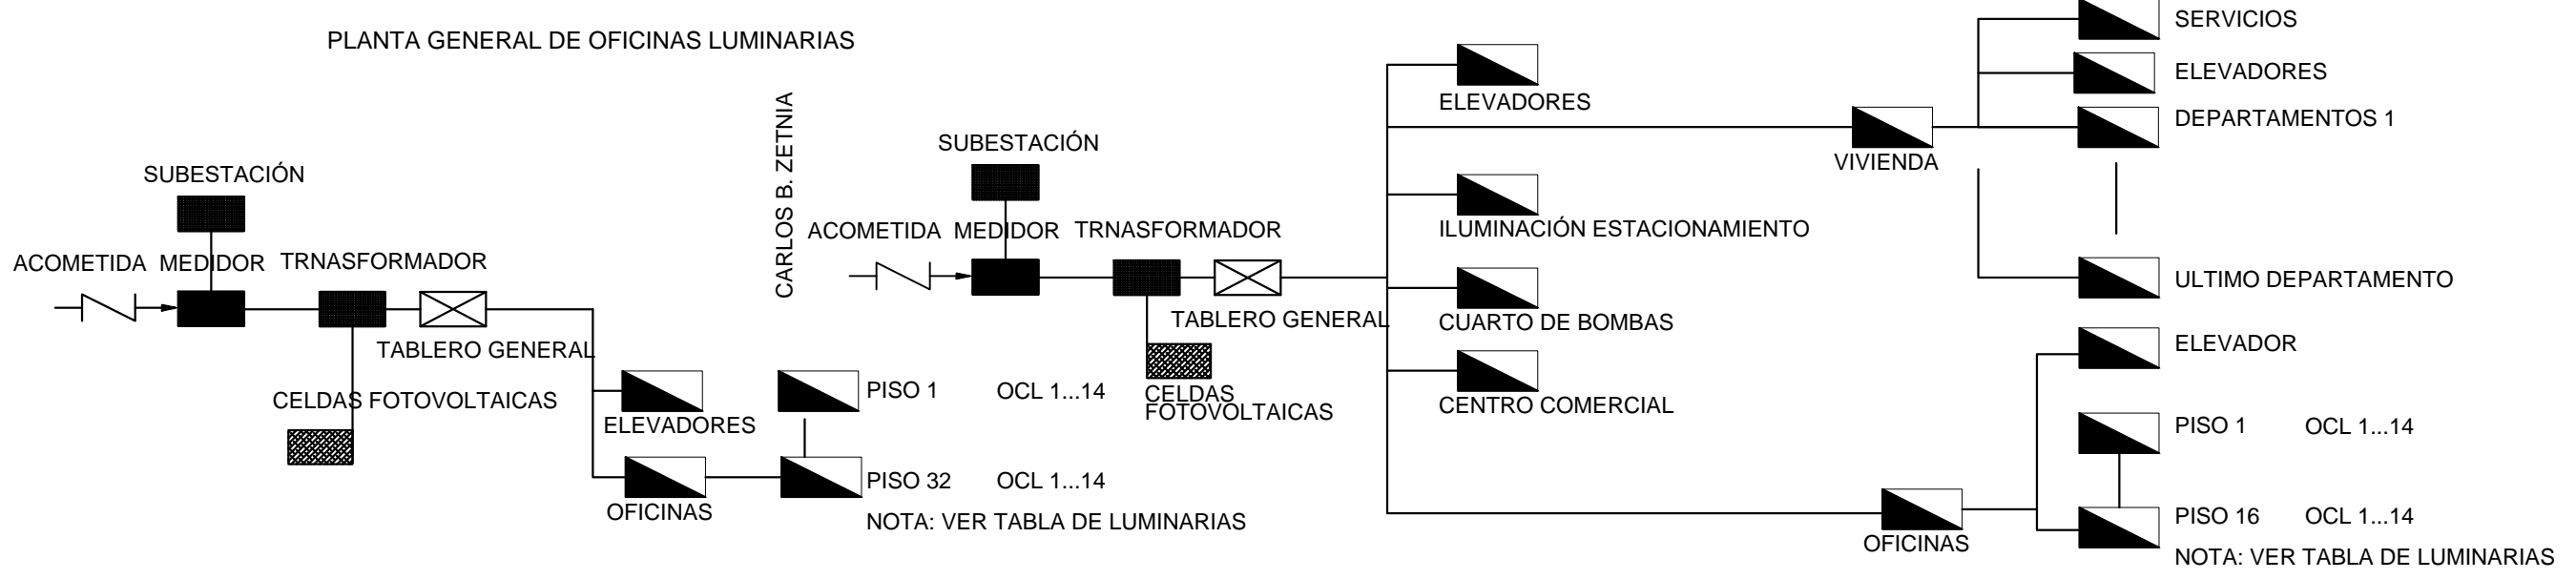 PLANTA GENERAL DE OFICINAS LUMINARIAS
SUBESTACIÓN
ACOMETIDA
MEDIDOR
TRNASFORMADOR
TABLERO GENERAL
CELDAS FOTOVOLTAICAS
ELEVADORES
OFICINAS
PISO 1 OCL 1...14
PISO 32 OCL 1...14
NOTA: VER TABLA DE LUMINARIAS
CARLOS B. ZETNIA
SUBESTACIÓN
ACOMETIDA
MEDIDOR
TRNASFORMADOR
TABLERO GENERAL
CELDAS
FOTOVOLTAICAS
ELEVADORES
VIVIENDA
ILUMINACIÓN ESTACIONAMIENTO
CUARTO DE BOMBAS
CENTRO COMERCIAL
OFICINAS
SERVICIOS
ELEVADORES
DEPARTAMENTOS 1
ULTIMO DEPARTAMENTO
ELEVADOR
PISO 1 OCL 1...14
PISO 16 OCL 1...14
NOTA: VER TABLA DE LUMINARIAS